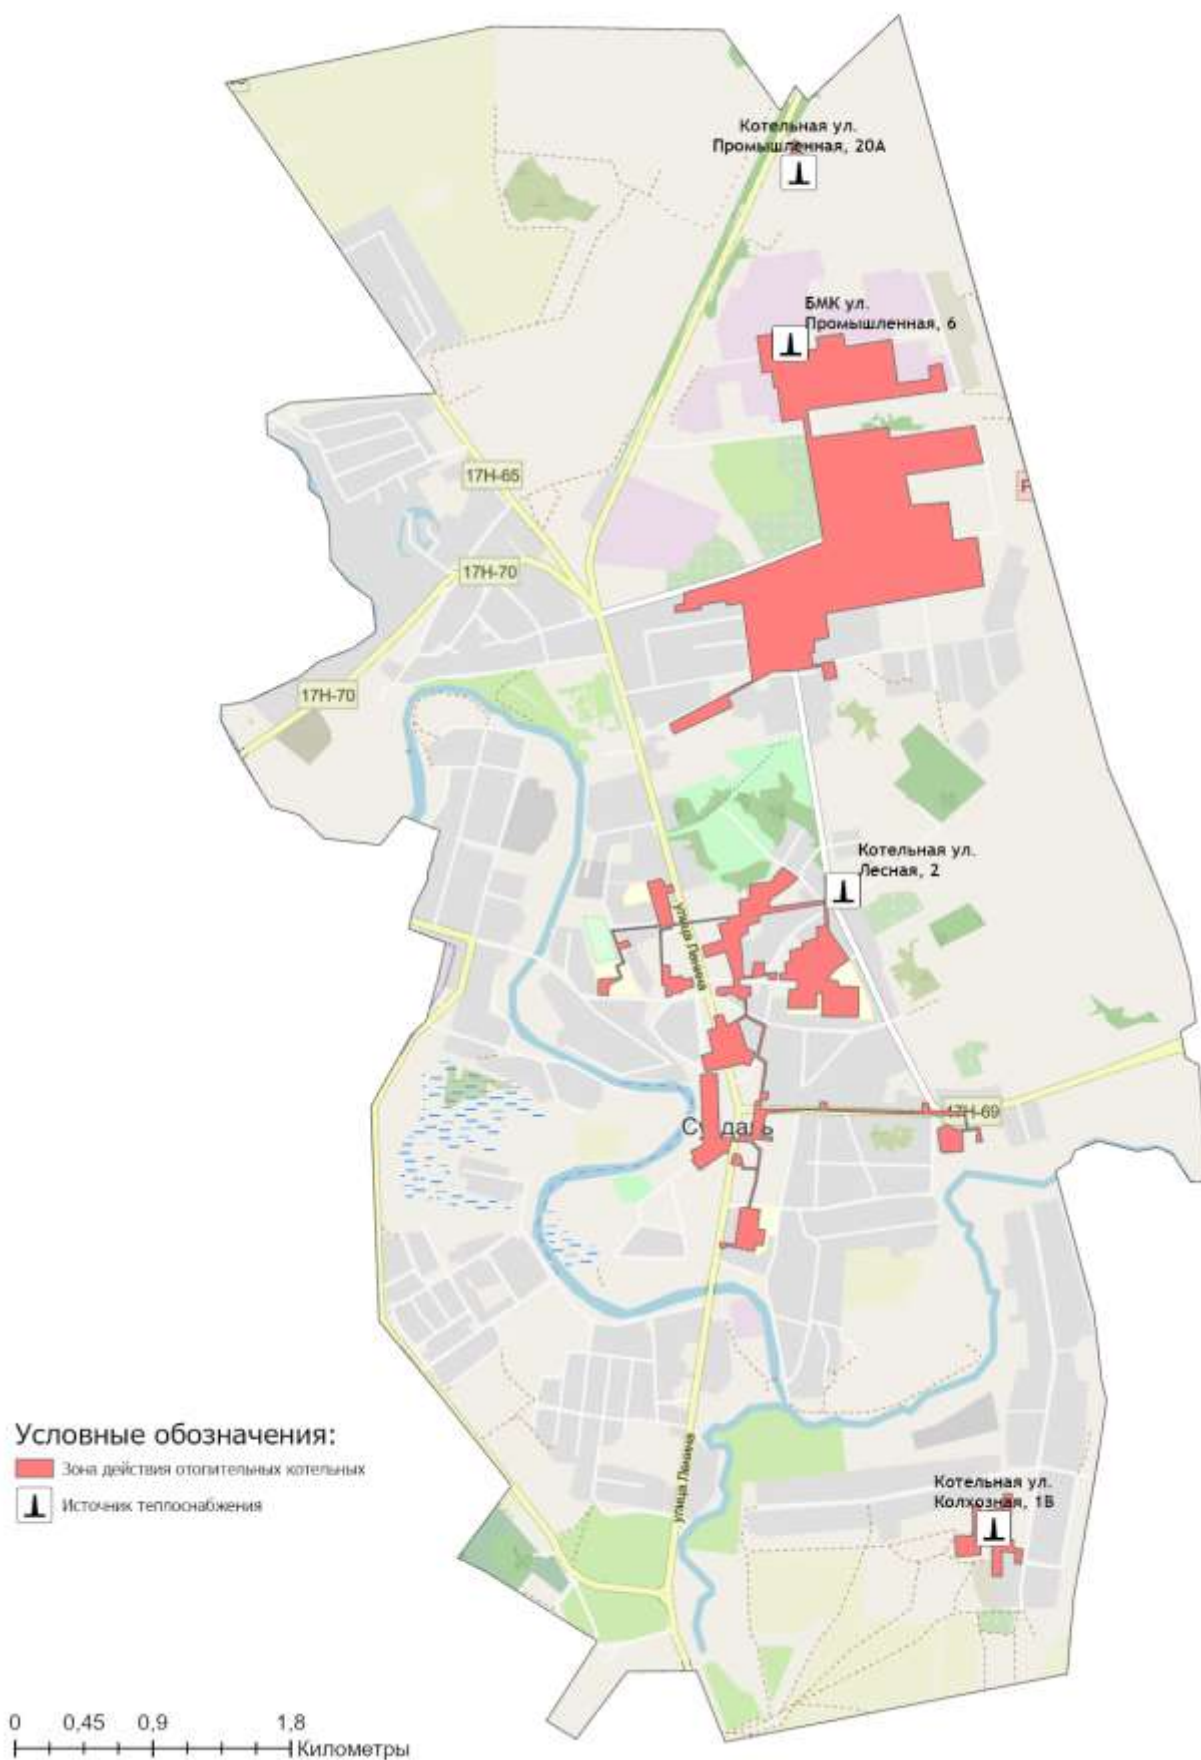 Котельная ул.
Промышленная, 20А
БМК ул.
Промышленная, 6
17Н-65
17Н-70
17Н-70
Котельная ул.
Лесная, 2
улица Ленина
17Н-69
Суздаль
улица Ленина
Котельная ул.
Колхозная, 1В
Условные обозначения:
Зона действия отопительных котельных
Источник теплоснабжения
0 0,45 0,9 1,8
Километры